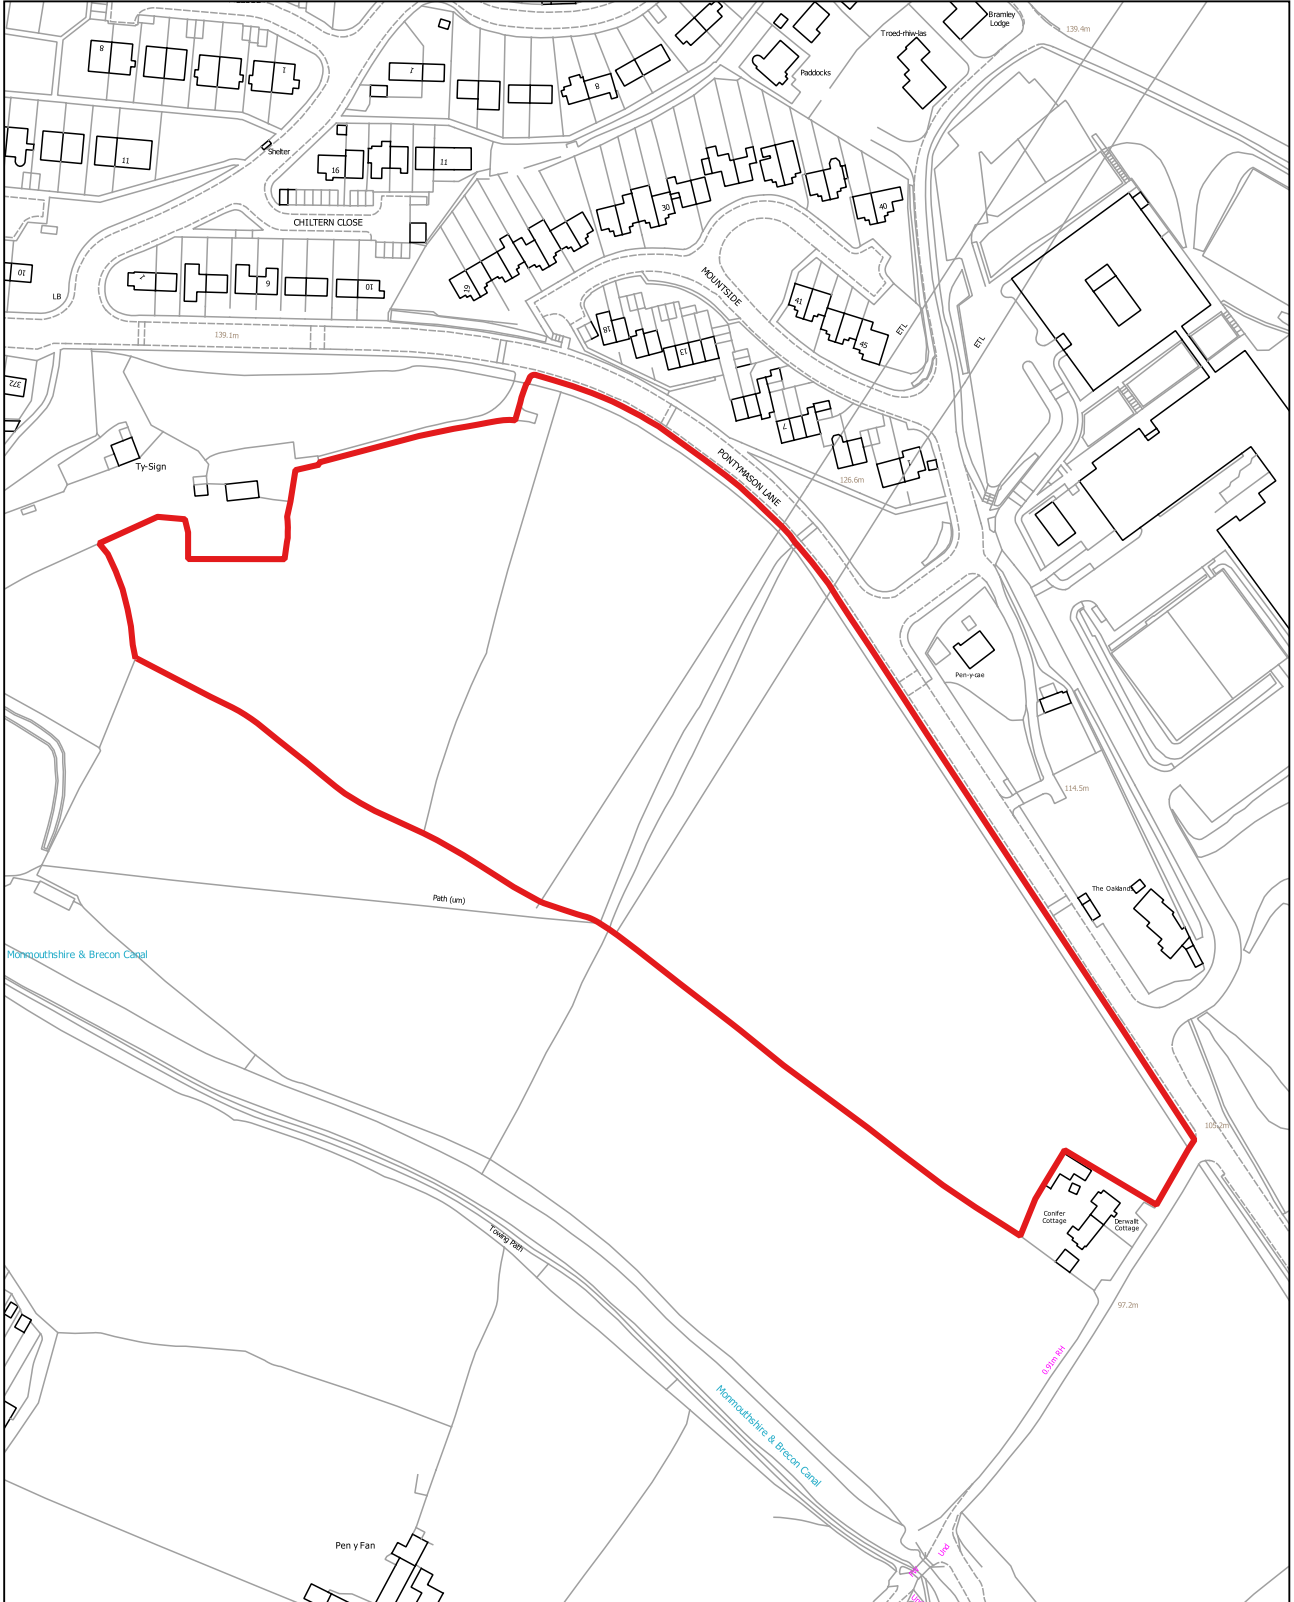 Bramley
Lodge
139.4m
Troed-rhiw-las
8
1
1
8
Paddocks
11
Shelter
16
11
30
40
CHILTERN CLOSE
10
1
6
10
19
MOUNTSIDE
LB
139.1m
18
41
ETL
ETL
13
45
372
7
1
Ty-Sign
PONTYMASON LANE
126.6m
Pen-y-cae
114.5m
The Oaklands
Path (um)
Monmouthshire & Brecon Canal
105.2m
Conifer
Cottage
Derwallt
Cottage
Towing Path
97.2m
0.91m RH
Monmouthshire & Brecon Canal
Pen y Fan
Und